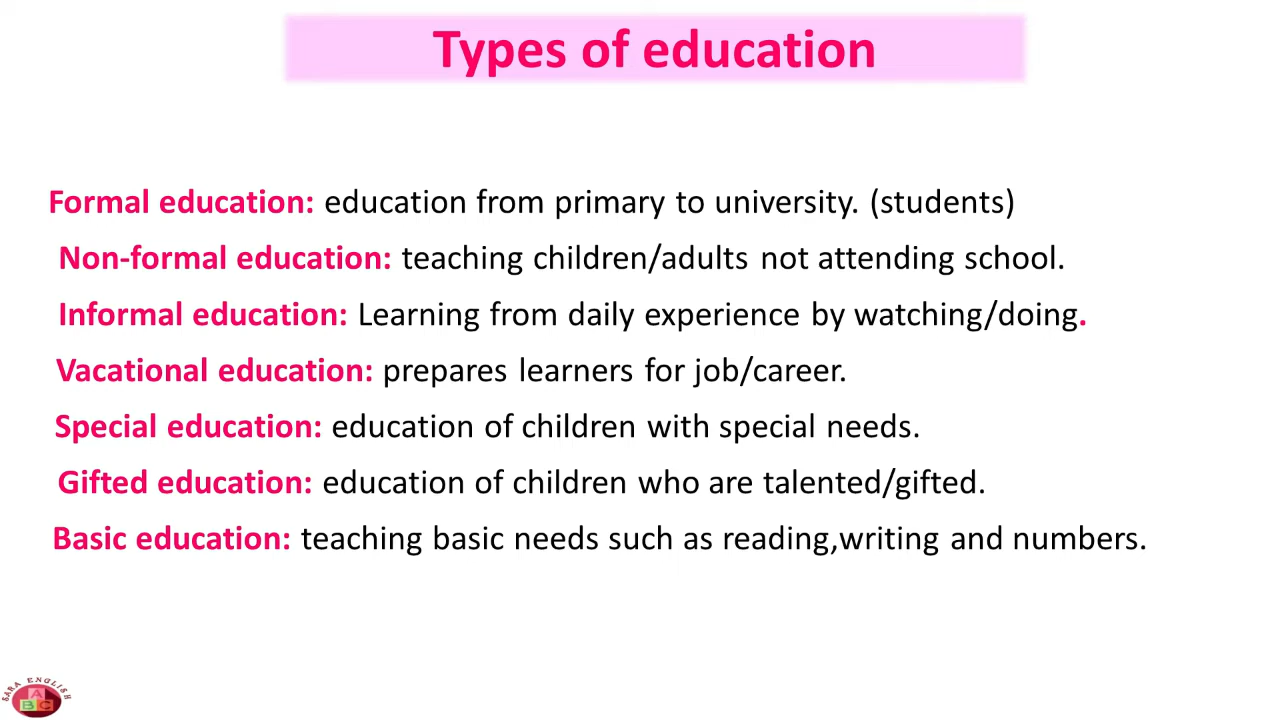 Types of education
Formal education: education from primary to university. (students)
Non-formal education: teaching children/adults not attending school.
Informal education: Learning from daily experience by watching/doing.
Vacational education: prepares learners for job/career.
Special education: education of children with special needs.
Gifted education: education of children who are talented/gifted.
Basic education: teaching basic needs such as reading,writing and numbers.
SARA ENGLISH
A
BC